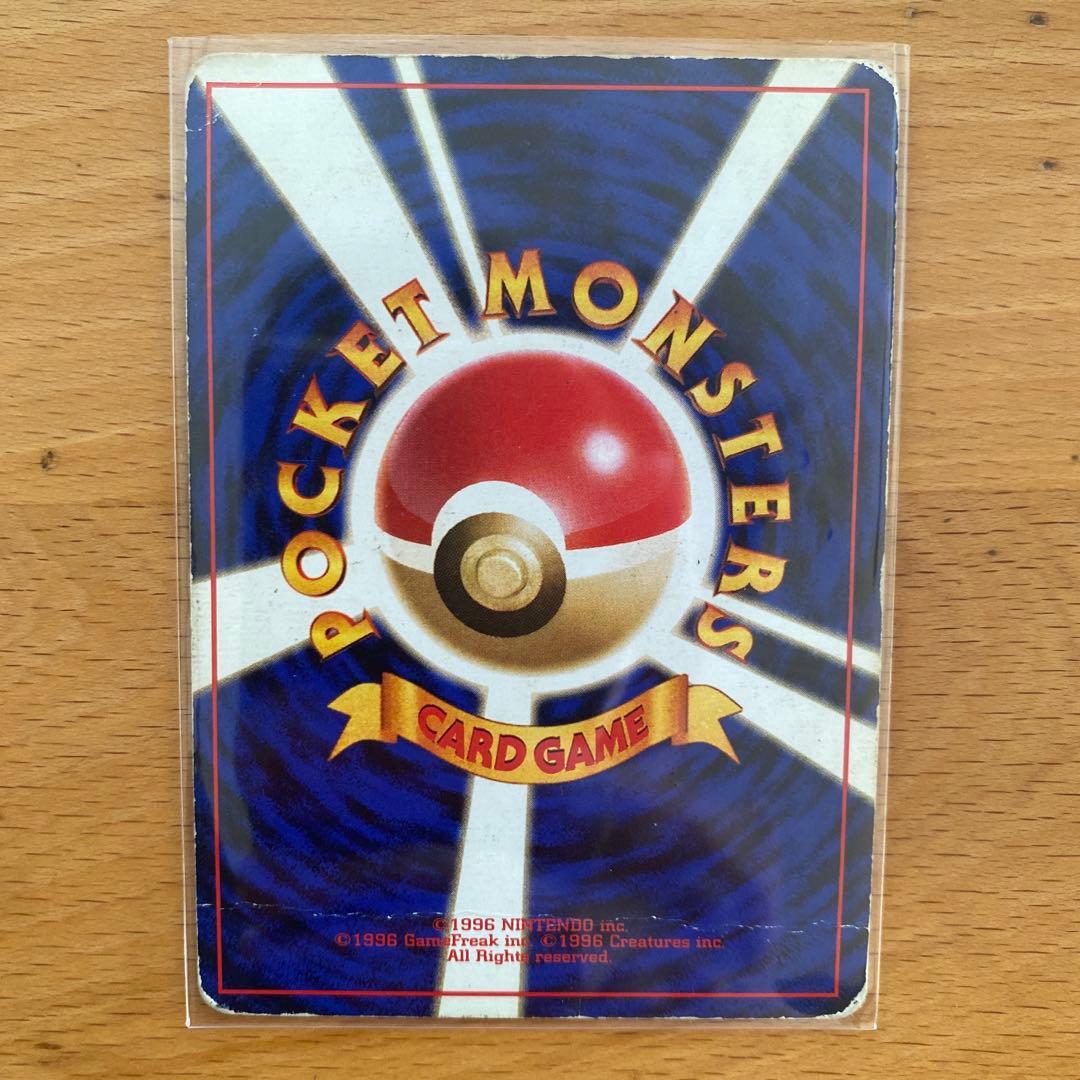 POCKET MONSTERS
CARD GAME
©1996 NINTENDO inc.
©1996 GameFreak inc. ©1996 Creatures inc.
All Rights reserved.